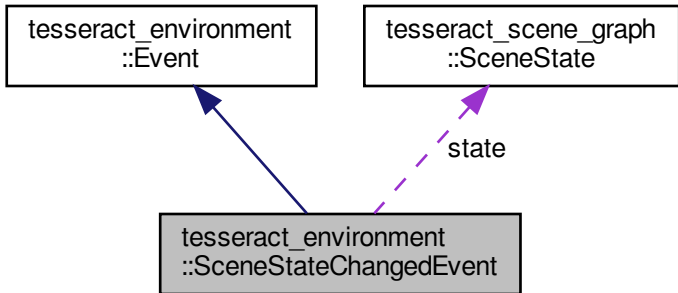 tesseract_environment
::Event
tesseract_scene_graph
::SceneState
state
tesseract_environment
::SceneStateChangedEvent